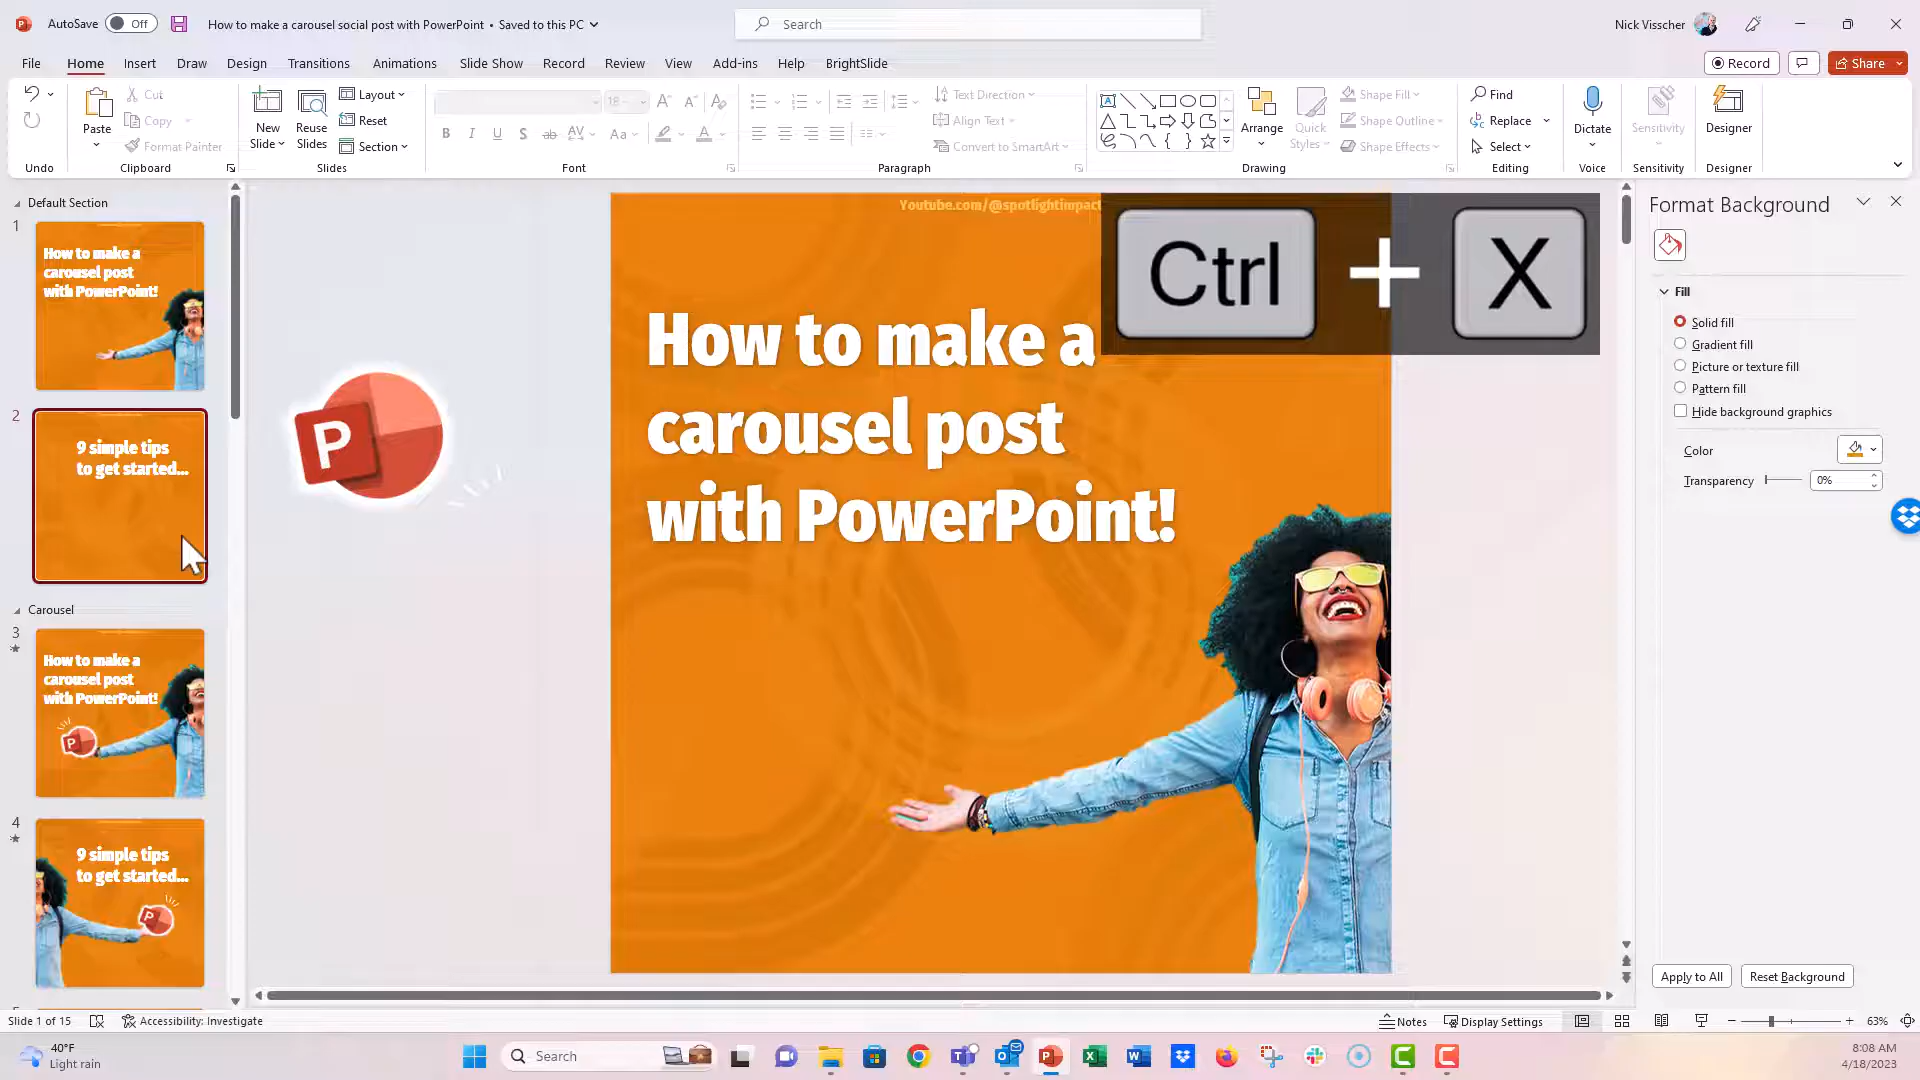 AutoSave Off How to make a carousel social post with PowerPoint • Saved to this PC Search Nick Visscher
File Home Insert Draw Design Transitions Animations Slide Show Record Review View Add-ins Help BrightSlide Record Share
Paste Cut Copy Format Painter
New Slide Reuse Slides Layout Reset Section
18
Text Direction
Align Text
Convert to SmartArt
Arrange Quick Styles Shape Fill Shape Outline Shape Effects
Find Replace Select
Dictate Sensitivity Designer
Undo Clipboard Slides Font Paragraph Drawing Editing Voice Sensitivity Designer
Default Section
1
How to make a
carousel post
with PowerPoint!
2
9 simple tips
to get started...
Carousel
3
How to make a
carousel post
with PowerPoint!
P
4
9 simple tips
to get started...
P
5
P
Youtube.com/@spotlightimpact
Ctrl + X
How to make a
carousel post
with PowerPoint!
Format Background
Fill
Solid fill
Gradient fill
Picture or texture fill
Pattern fill
Hide background graphics
Color
Transparency 0%
Apply to All Reset Background
Slide 1 of 15 Accessibility: Investigate Notes Display Settings 63%
40°F
Light rain
Search
8:08 AM
4/18/2023